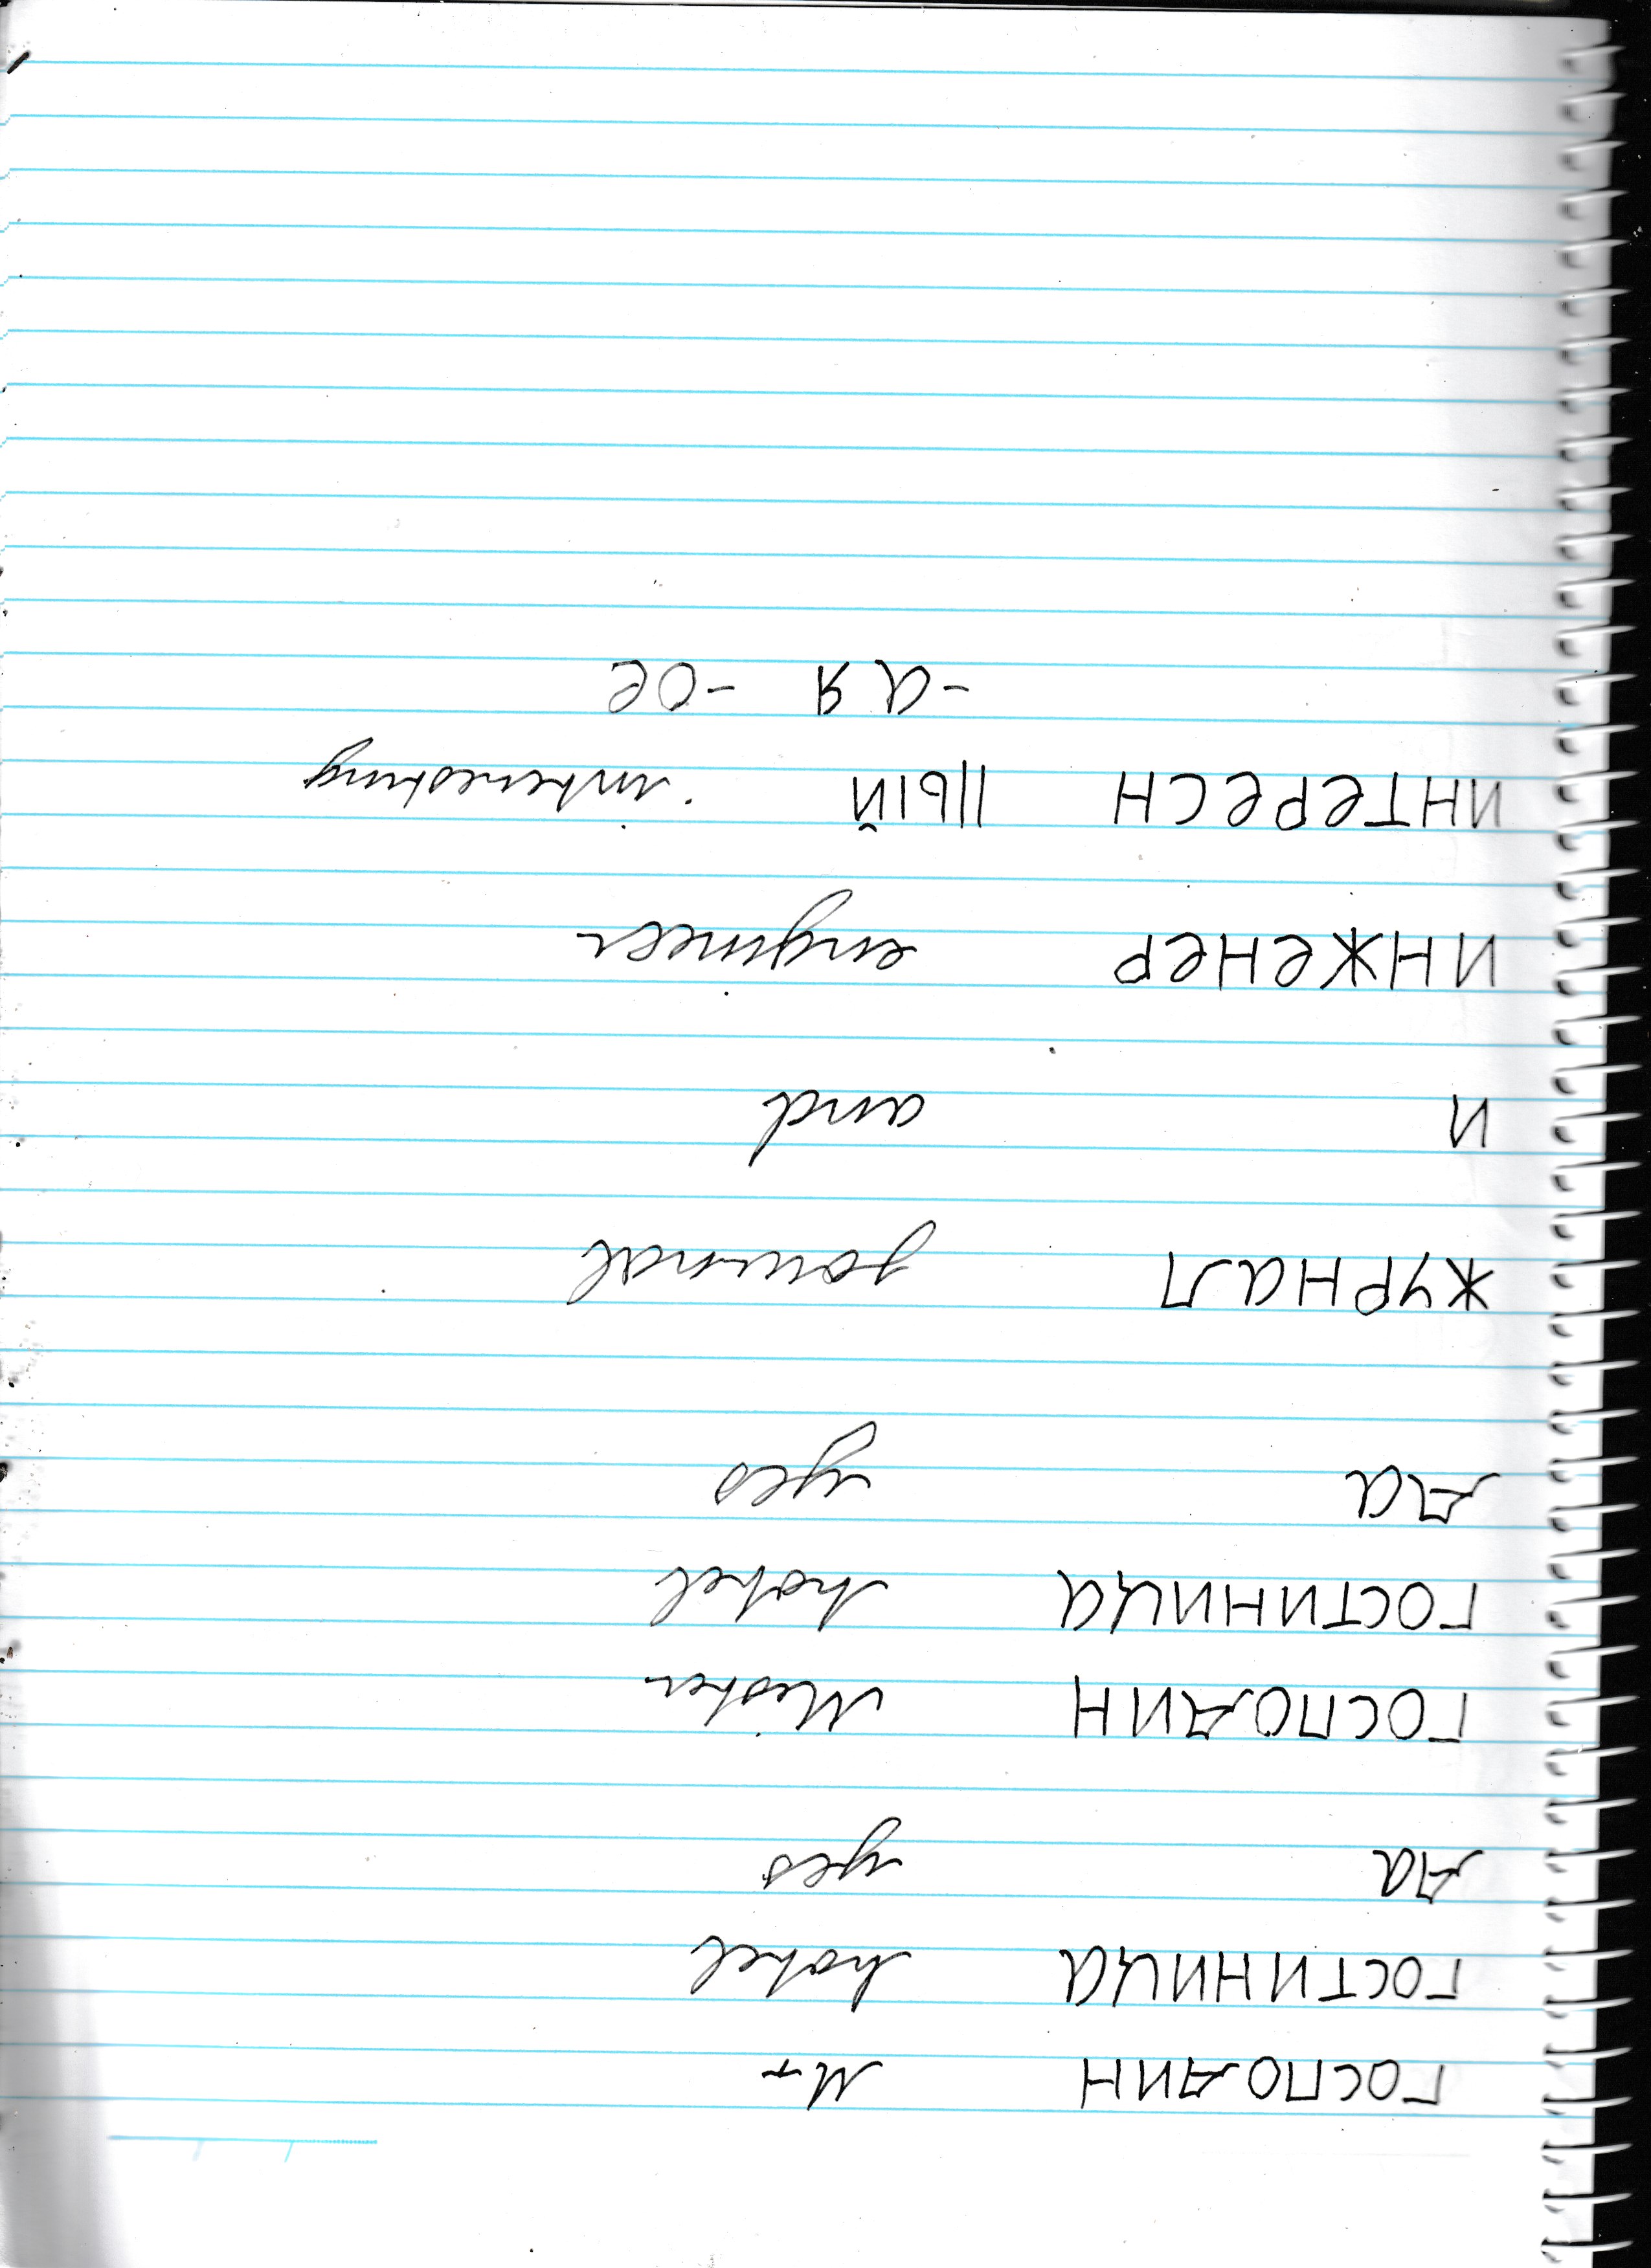 господин Mr
гостиница hotel
да yes
господин Mister
гостиница hotel
да yes
журнал journal
и and
инженер engineer
интересн ||ый interesting
-ая -ое